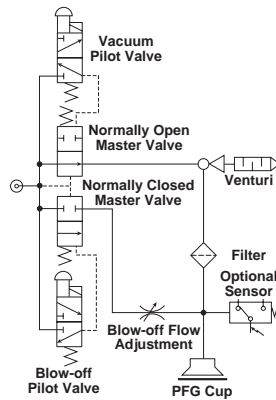 Vacuum
Pilot Valve
Normally Open
Master Valve
Venturi
Normally Closed
Master Valve
Filter
Optional
Sensor
Blow-off Flow
Adjustment
Blow-off
Pilot Valve
PFG Cup